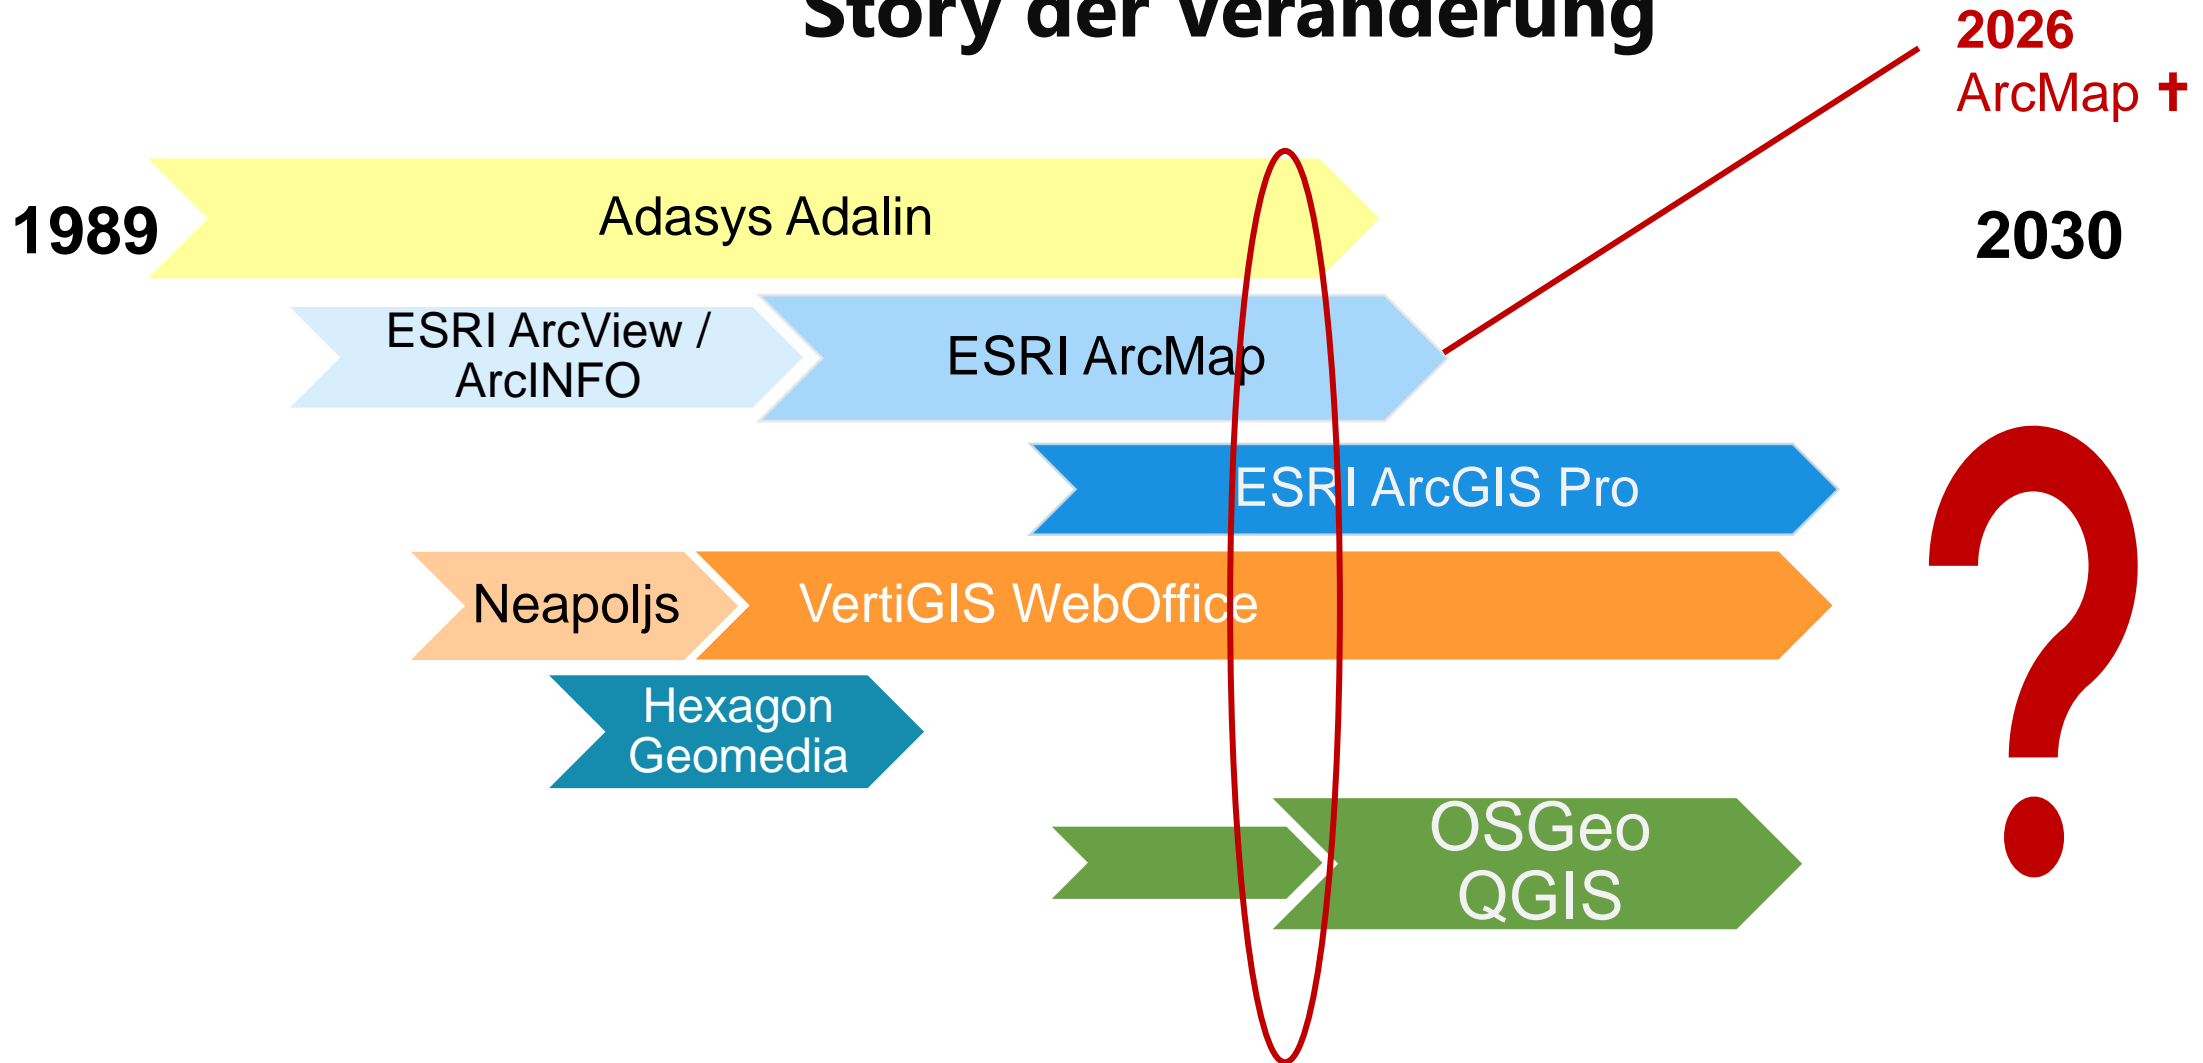 Story der Veränderung
2026
ArcMap ✝
1989
Adasys Adalin
2030
ESRI ArcView /
ArcINFO
ESRI ArcMap
ESRI ArcGIS Pro
Neapoljs
VertiGIS WebOffice
Hexagon
Geomedia
OSGeo
QGIS
?